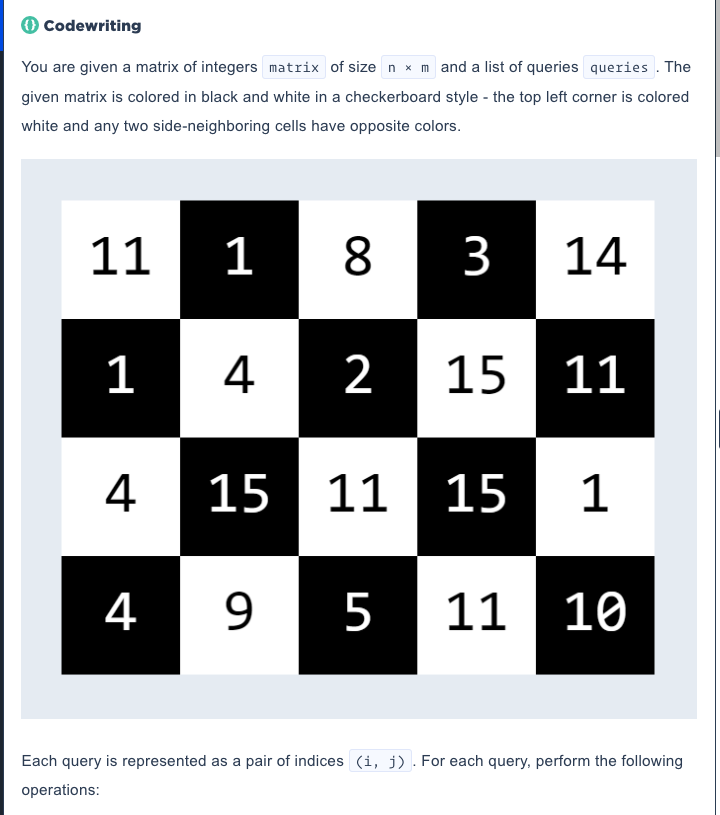 Codewriting
You are given a matrix of integers matrix of size n × m and a list of queries queries. The
given matrix is colored in black and white in a checkerboard style - the top left corner is colored
white and any two side-neighboring cells have opposite colors.
11 1 8 3 14
1 4 2 15 11
4 15 11 15 1
4 9 5 11 10
Each query is represented as a pair of indices (i, j). For each query, perform the following
operations: